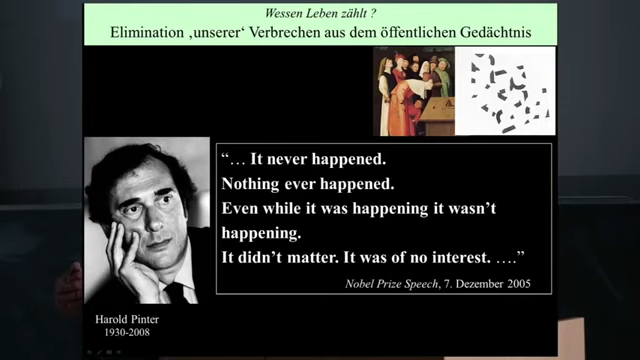 Wessen Leben zählt ?
Elimination ‚unserer‘ Verbrechen aus dem öffentlichen Gedächtnis
“… It never happened.
Nothing ever happened.
Even while it was happening it wasn’t
happening.
It didn’t matter. It was of no interest. ….”
Nobel Prize Speech, 7. Dezember 2005
Harold Pinter
1930-2008